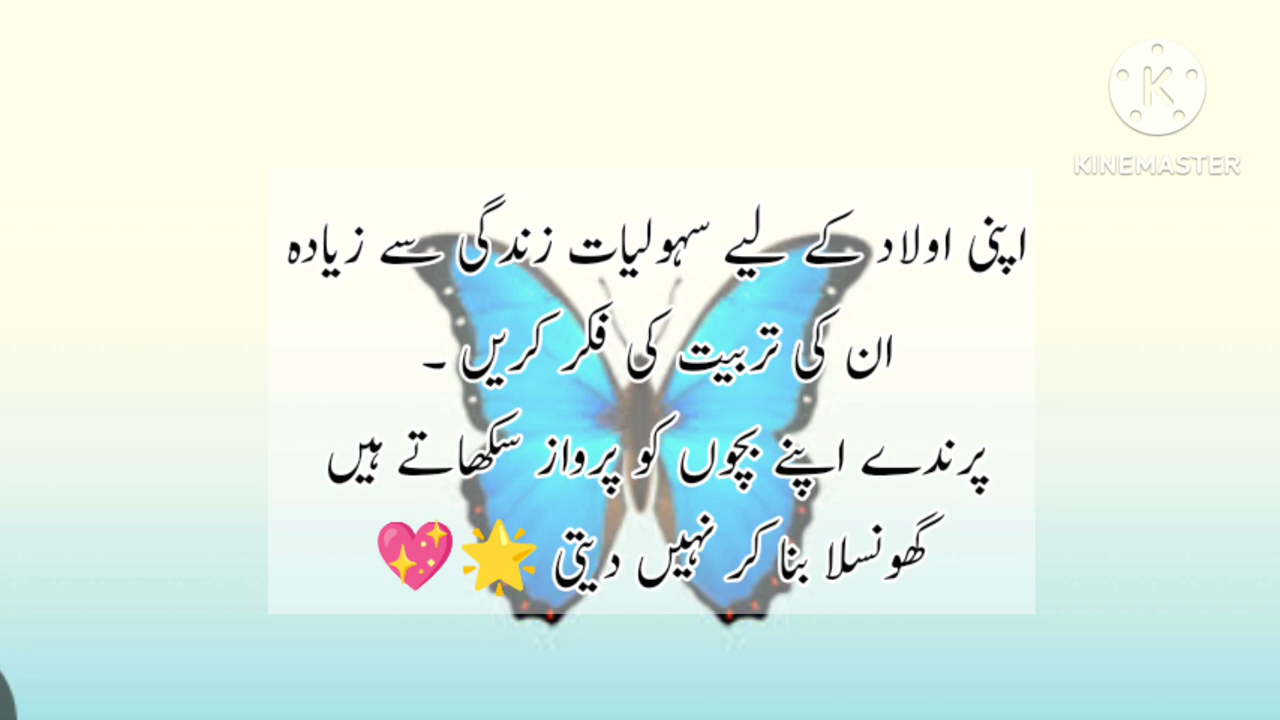 KINEMASTER
اپنی اولاد کے لیے سہولیات زندگی سے زیادہ
ان کی تربیت کی فکر کریں ۔
پرندے اپنے بچوں کو پرواز سکھاتے ہیں
گھونسلا بنا کر نہیں دیتی 🌟💖